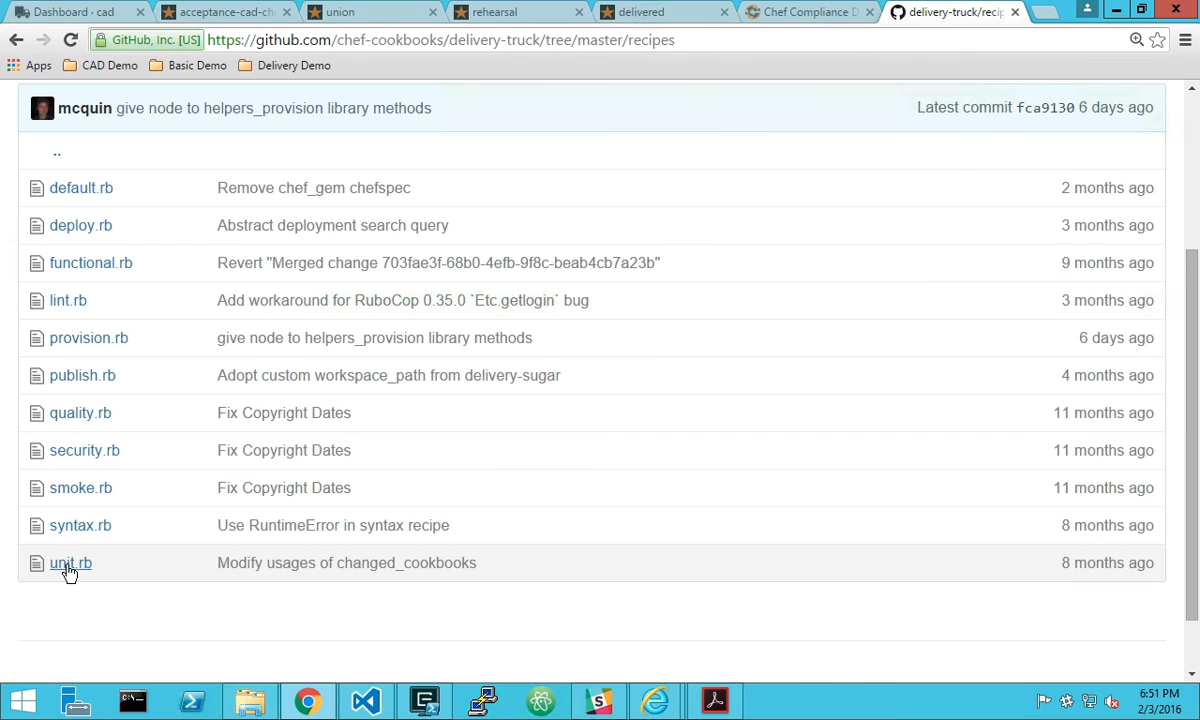 Dashboard - cad
acceptance-cad-ch
union
rehearsal
delivered
Chef Compliance D
delivery-truck/recip
GitHub, Inc. [US] https://github.com/chef-cookbooks/delivery-truck/tree/master/recipes
Apps CAD Demo Basic Demo Delivery Demo
mcquin give node to helpers_provision library methods Latest commit fca9130 6 days ago
..
default.rb Remove chef_gem chefspec 2 months ago
deploy.rb Abstract deployment search query 3 months ago
functional.rb Revert "Merged change 703fae3f-68b0-4efb-9f8c-beab4cb7a23b" 9 months ago
lint.rb Add workaround for RuboCop 0.35.0 `Etc.getlogin` bug 3 months ago
provision.rb give node to helpers_provision library methods 6 days ago
publish.rb Adopt custom workspace_path from delivery-sugar 4 months ago
quality.rb Fix Copyright Dates 11 months ago
security.rb Fix Copyright Dates 11 months ago
smoke.rb Fix Copyright Dates 11 months ago
syntax.rb Use RuntimeError in syntax recipe 8 months ago
unit.rb Modify usages of changed_cookbooks 8 months ago
6:51 PM
2/3/2016